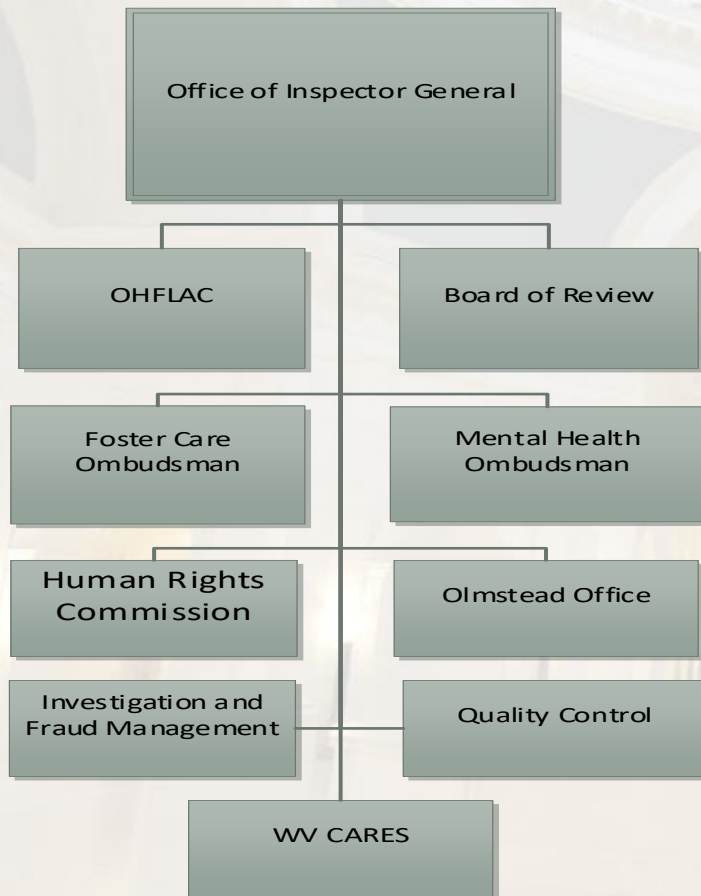 Office of Inspector General
OHFLAC
Board of Review
Foster Care
Ombudsman
Mental Health
Ombudsman
Human Rights
Commission
Olmstead Office
Investigation and
Fraud Management
Quality Control
WV CARES